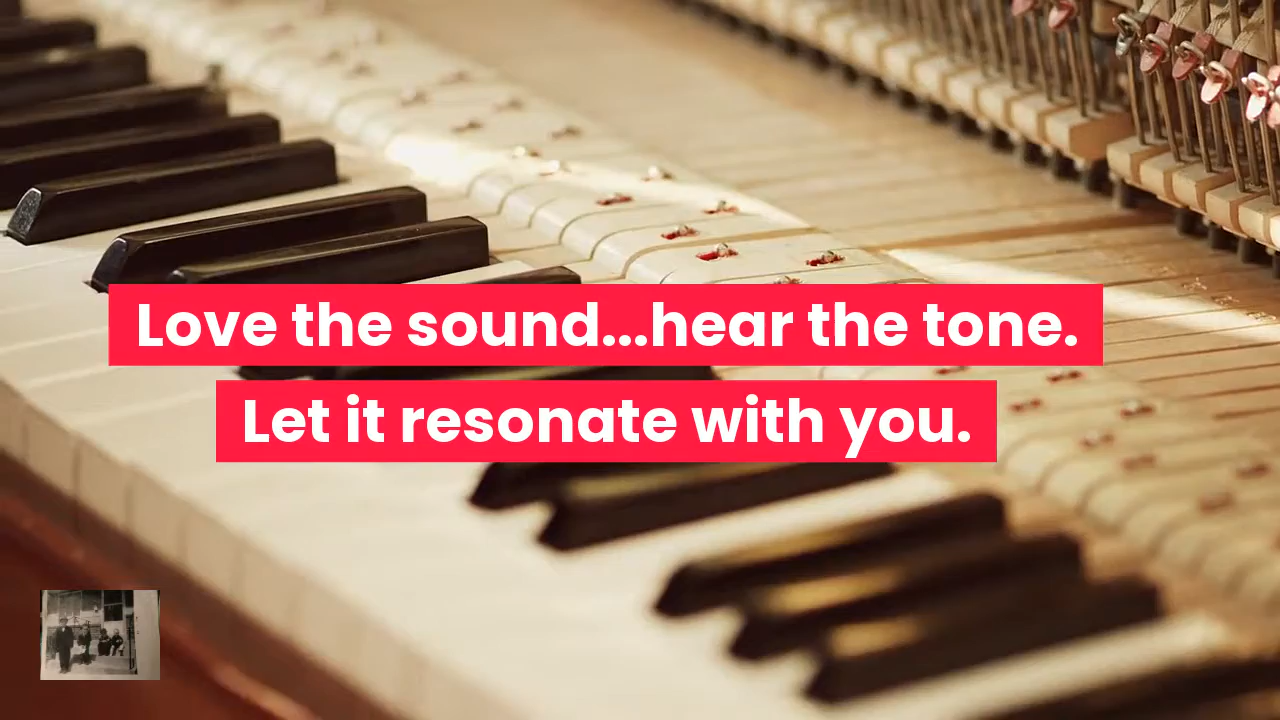 Love the sound...hear the tone.
Let it resonate with you.